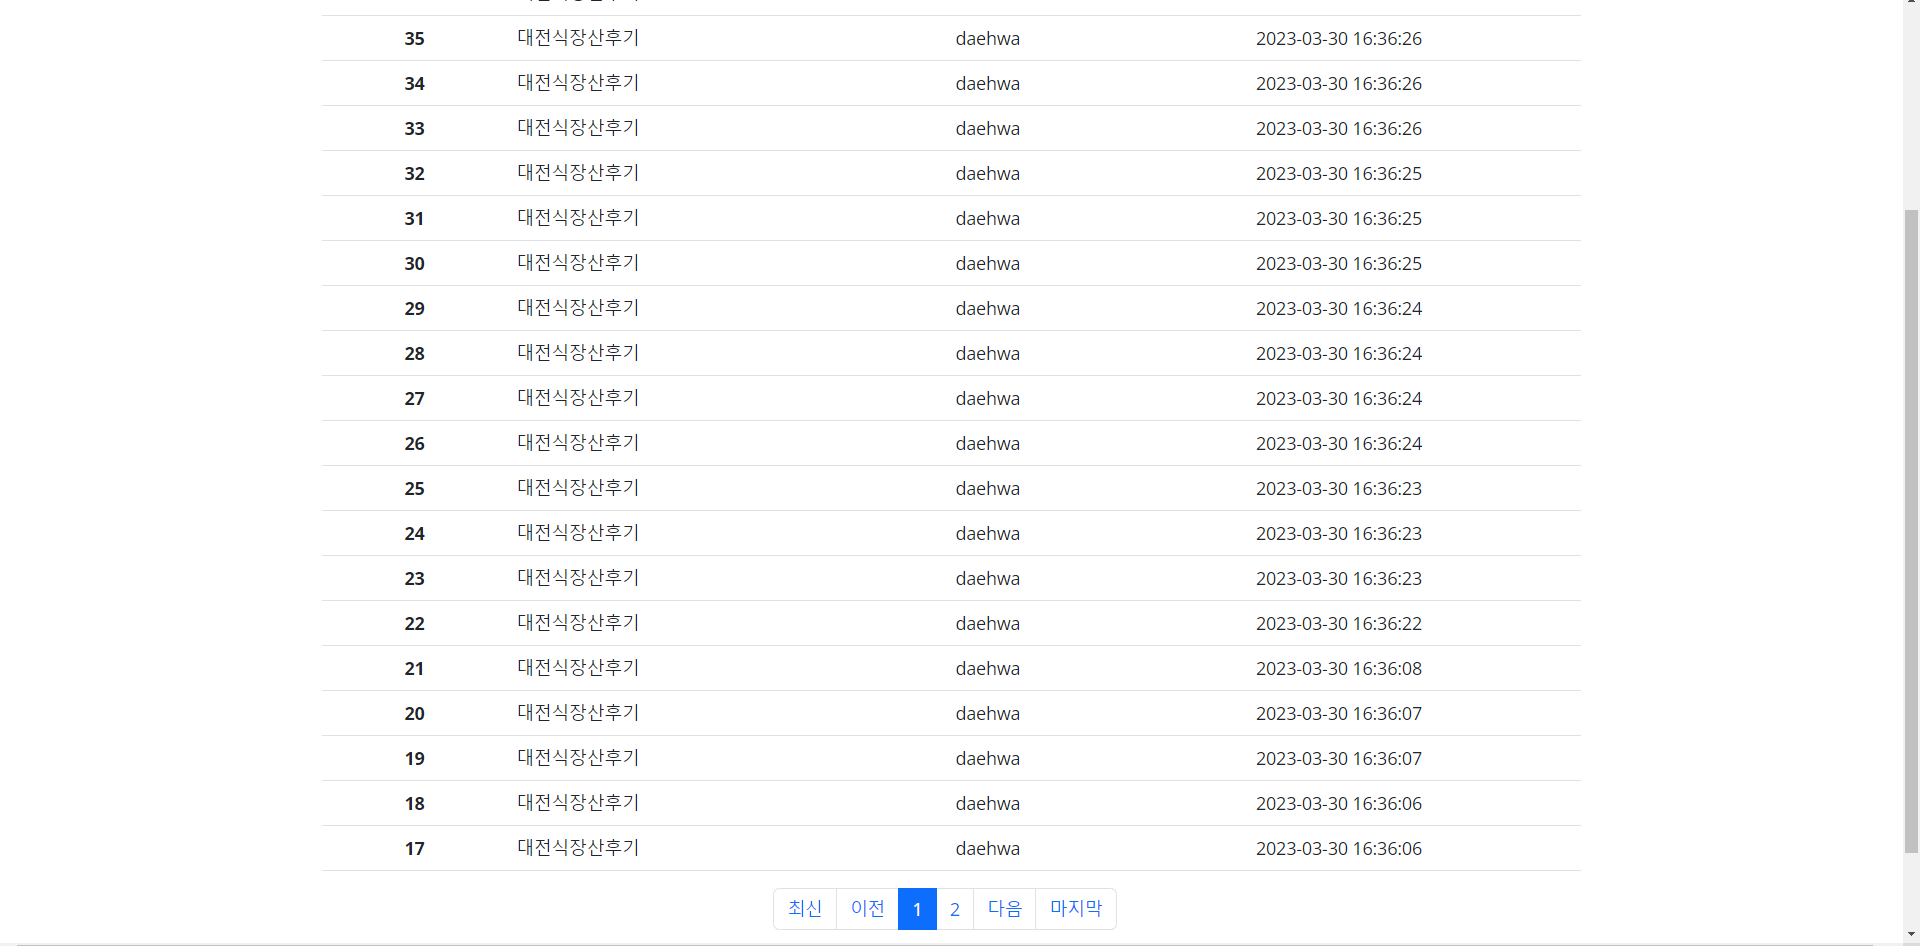 35 대전식장산후기 daehwa 2023-03-30 16:36:26
34 대전식장산후기 daehwa 2023-03-30 16:36:26
33 대전식장산후기 daehwa 2023-03-30 16:36:26
32 대전식장산후기 daehwa 2023-03-30 16:36:25
31 대전식장산후기 daehwa 2023-03-30 16:36:25
30 대전식장산후기 daehwa 2023-03-30 16:36:25
29 대전식장산후기 daehwa 2023-03-30 16:36:24
28 대전식장산후기 daehwa 2023-03-30 16:36:24
27 대전식장산후기 daehwa 2023-03-30 16:36:24
26 대전식장산후기 daehwa 2023-03-30 16:36:24
25 대전식장산후기 daehwa 2023-03-30 16:36:23
24 대전식장산후기 daehwa 2023-03-30 16:36:23
23 대전식장산후기 daehwa 2023-03-30 16:36:23
22 대전식장산후기 daehwa 2023-03-30 16:36:22
21 대전식장산후기 daehwa 2023-03-30 16:36:08
20 대전식장산후기 daehwa 2023-03-30 16:36:07
19 대전식장산후기 daehwa 2023-03-30 16:36:07
18 대전식장산후기 daehwa 2023-03-30 16:36:06
17 대전식장산후기 daehwa 2023-03-30 16:36:06
최신 이전 1 2 다음 마지막